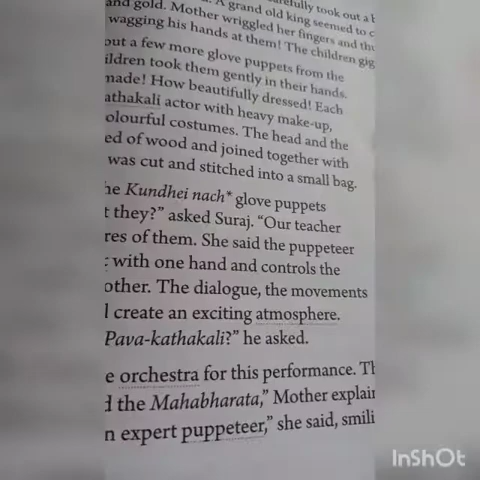 carefully took out a
and gold. Mother wriggled her fingers and
wagging his hands at them! The children
out a few more glove puppets from the
children took them gently in their hands.
made! How beautifully dressed! Each
athakali actor with heavy make-up,
olourful costumes. The head and the
ed of wood and joined together with
was cut and stitched into a small bag.
he Kundhei nach* glove puppets
t they?” asked Suraj. “Our teacher
res of them. She said the puppeteer
with one hand and controls the
other. The dialogue, the movements
create an exciting atmosphere.
Pava-kathakali?” he asked.
e orchestra for this performance.
the Mahabharata,” Mother explai
n expert puppeteer,” she said, smili
InShOt